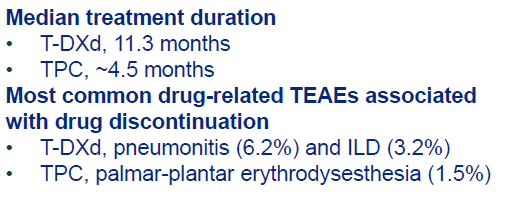 Median treatment duration
• T-DXd, 11.3 months
• TPC, ~4.5 months
Most common drug-related TEAEs associated
with drug discontinuation
• T-DXd, pneumonitis (6.2%) and ILD (3.2%)
• TPC, palmar-plantar erythrodysesthesia (1.5%)